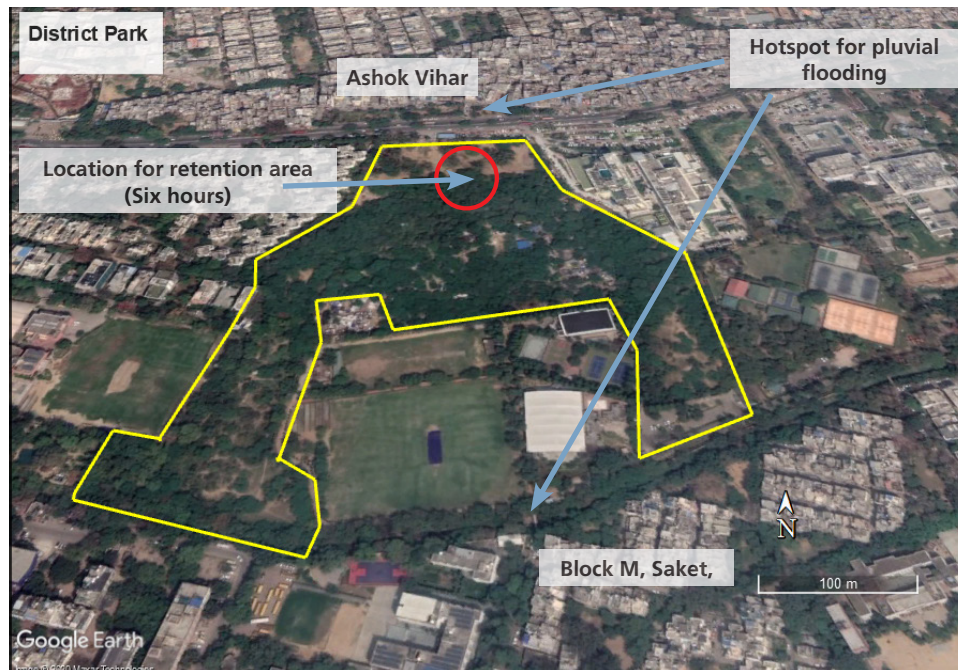 District Park
Hotspot for pluvial
flooding
Ashok Vihar
Location for retention area
(Six hours)
N
Block M, Saket,
100 m
Google Earth